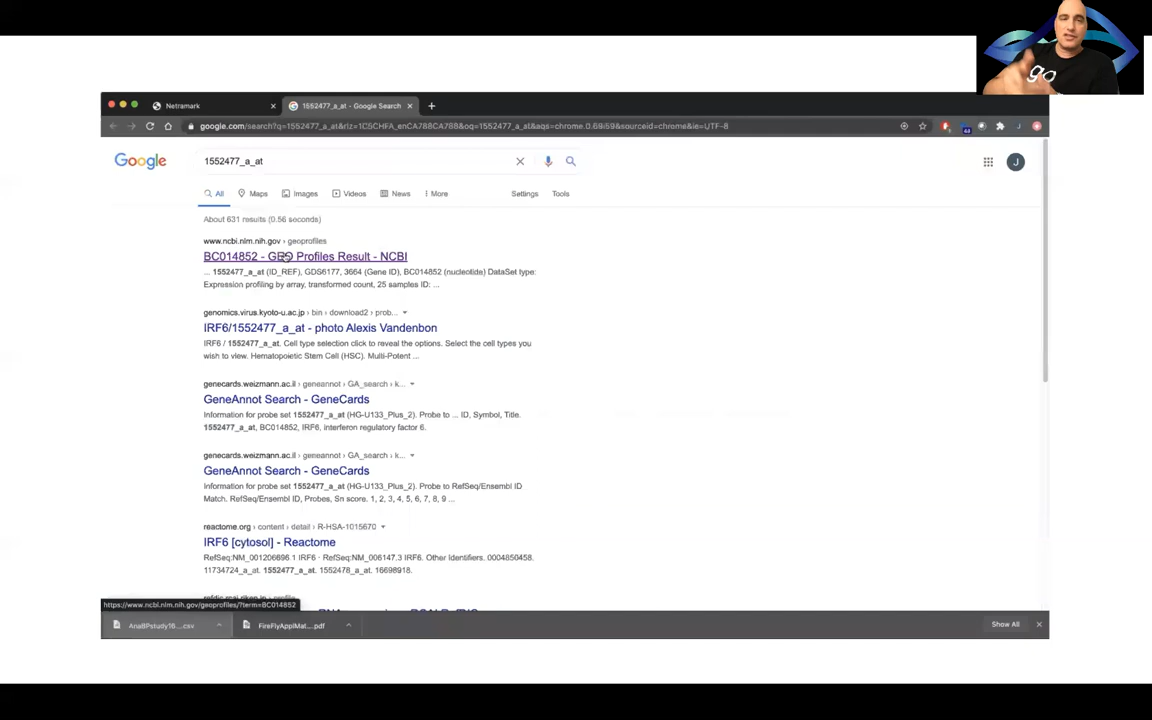 go
Netramark
1552477_a_at - Google Search
google.com/search?q=1552477_a_at&rlz=1C5CHFA_enCA788CA788&oq=1552477_a_at&aqs=chrome.0.69i59&sourceid=chrome&ie=UTF-8
Google
1552477_a_at
J
All Maps Images Videos News More Settings Tools
About 631 results (0.56 seconds)
www.ncbi.nlm.nih.gov › geoprofiles
BC014852 - GEO Profiles Result - NCBI
... 1552477_a_at (ID_REF), GDS6177, 3664 (Gene ID), BC014852 (nucleotide) DataSet type:
Expression profiling by array, transformed count, 25 samples ID: ...
genomics.virus.kyoto-u.ac.jp › bin › download2 › prob...
IRF6/1552477_a_at - photo Alexis Vandenbon
IRF6 / 1552477_a_at. Cell type selection click to reveal the options. Select the cell types you
wish to view. Hematopoietic Stem Cell (HSC). Multi-Potent ...
genecards.weizmann.ac.il › geneannot › GA_search › k...
GeneAnnot Search - GeneCards
Information for probe set 1552477_a_at (HG-U133_Plus_2). Probe to ... ID, Symbol, Title.
1552477_a_at, BC014852, IRF6, interferon regulatory factor 6.
genecards.weizmann.ac.il › geneannot › GA_search › k...
GeneAnnot Search - GeneCards
Information for probe set 1552477_a_at (HG-U133_Plus_2). Probe to RefSeq/Ensembl ID
Match. RefSeq/Ensembl ID, Probes, Sn score. 1, 2, 3, 4, 5, 6, 7, 8, 9 ...
reactome.org › content › detail › R-HSA-1015670
IRF6 [cytosol] - Reactome
RefSeq:NM_001206696.1 IRF6 · RefSeq:NM_006147.3 IRF6. Other Identifiers. 0004850458.
11734724_a_at. 1552477_a_at. 1552478_a_at. 16698918.
https://www.ncbi.nlm.nih.gov/geoprofiles/?term=BC014852
AnaBPstudy16....csv
FireFlyAppiMat....pdf
Show All